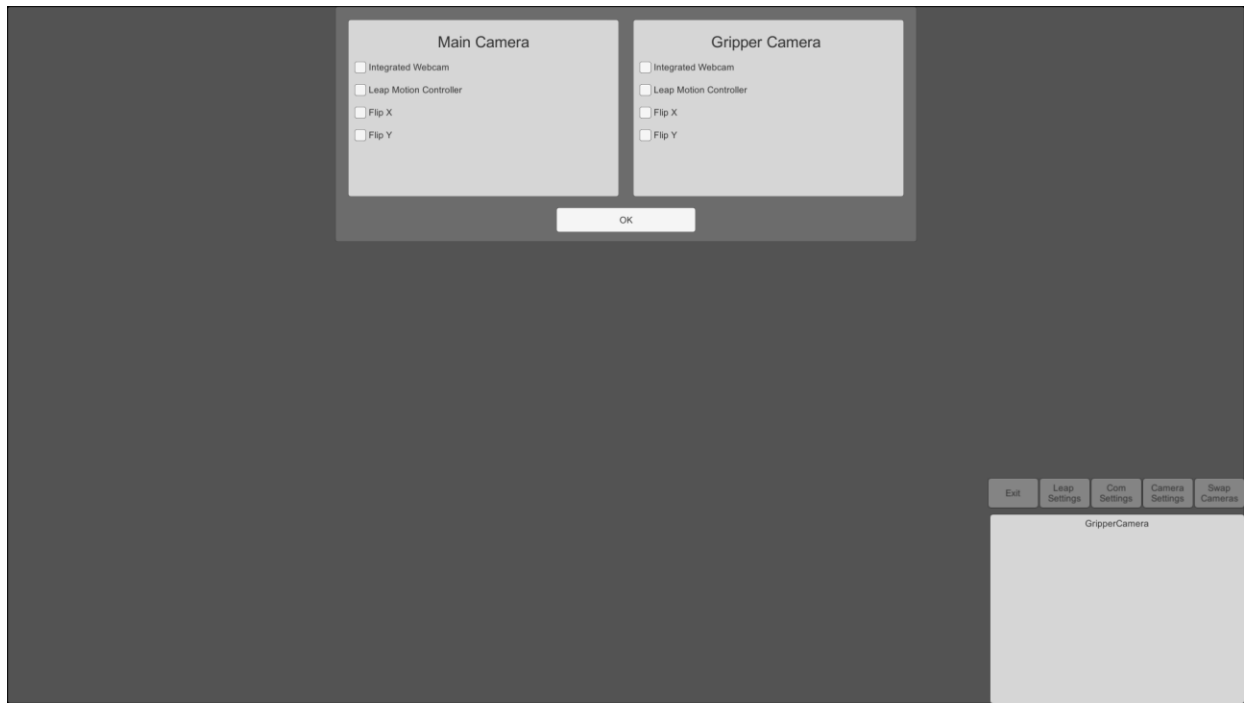 Main Camera
Integrated Webcam
Leap Motion Controller
Flip X
Flip Y
Gripper Camera
Integrated Webcam
Leap Motion Controller
Flip X
Flip Y
OK
Exit
Leap
Settings
Com
Settings
Camera
Settings
Swap
Cameras
GripperCamera